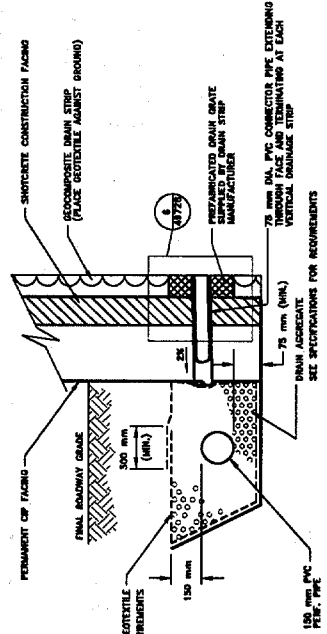 PERMANENT CIP FACING
SHOTCRETE CONSTRUCTION FACING
GEOCOMPOSITE DRAIN STRIP
(PLACE GEOTEXTILE AGAINST GROUND)
FINAL ROADWAY GRADE
300 mm
(MIN.)
2%
6
PREFABRICATED DRAIN GRATE
SUPPLIED BY DRAIN STRIP
MANUFACTURER
75 mm DIA. PVC CONNECTOR PIPE EXTENDING
THROUGH FACE AND TERMINATING AT EACH
VERTICAL DRAINAGE STRIP
75 mm (MIN.)
DRAIN AGGREGATE
SEE SPECIFICATIONS FOR REQUIREMENTS
EOTEXTILE
UIREMENTS
150 mm
150 mm PVC
PERF. PIPE